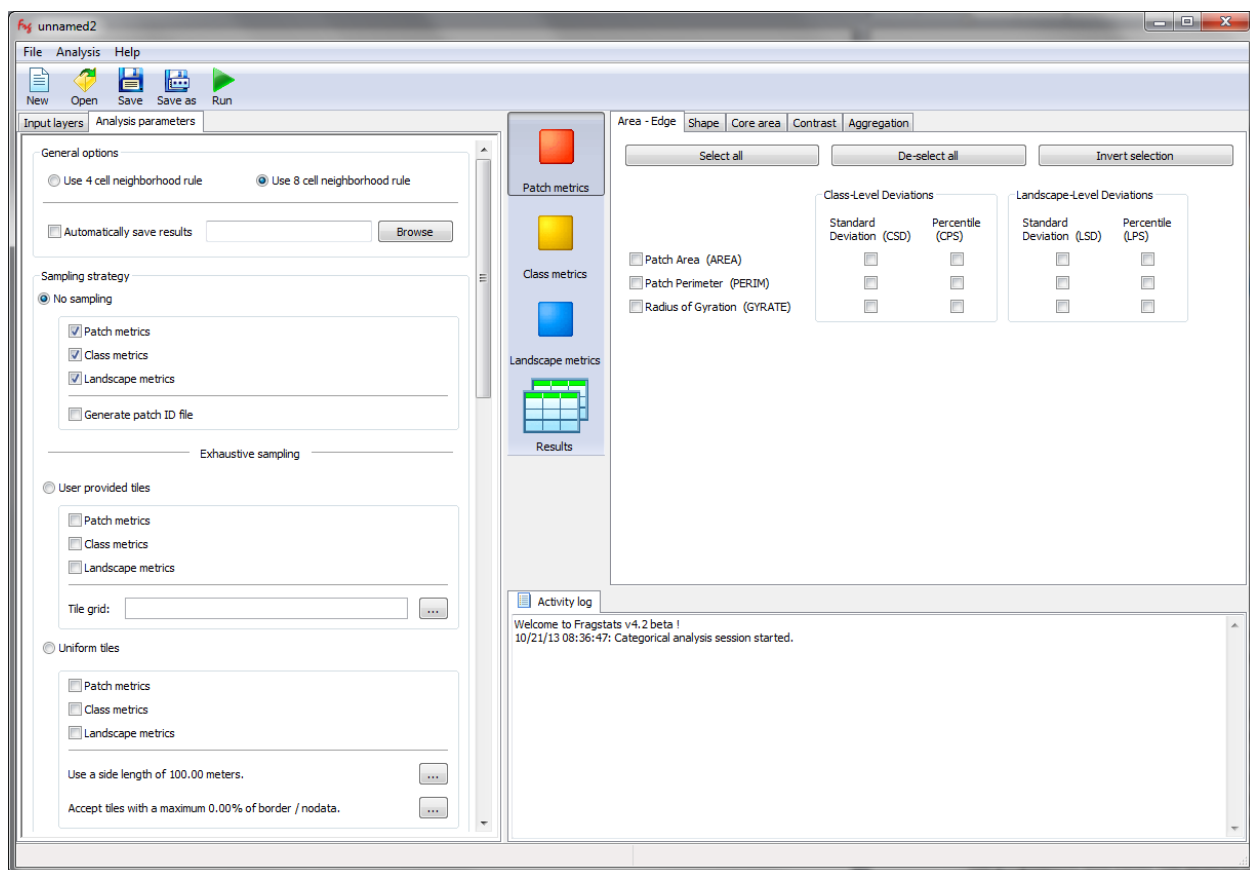 unnamed2
File Analysis Help
New Open Save Save as Run
Input layers Analysis parameters
General options
Use 4 cell neighborhood rule Use 8 cell neighborhood rule
Automatically save results Browse
Sampling strategy
No sampling
Patch metrics
Class metrics
Landscape metrics
Generate patch ID file
Exhaustive sampling
User provided tiles
Patch metrics
Class metrics
Landscape metrics
Tile grid: ...
Uniform tiles
Patch metrics
Class metrics
Landscape metrics
Use a side length of 100.00 meters. ...
Accept tiles with a maximum 0.00% of border / nodata. ...
Patch metrics
Class metrics
Landscape metrics
Results
Area - Edge Shape Core area Contrast Aggregation
Select all De-select all Invert selection
Class-Level Deviations Landscape-Level Deviations
Standard Percentile Standard Percentile
Deviation (CSD) (CPS) Deviation (LSD) (LPS)
Patch Area (AREA)
Patch Perimeter (PERIM)
Radius of Gyration (GYRATE)
Activity log
Welcome to Fragstats v4.2 beta !
10/21/13 08:36:47: Categorical analysis session started.